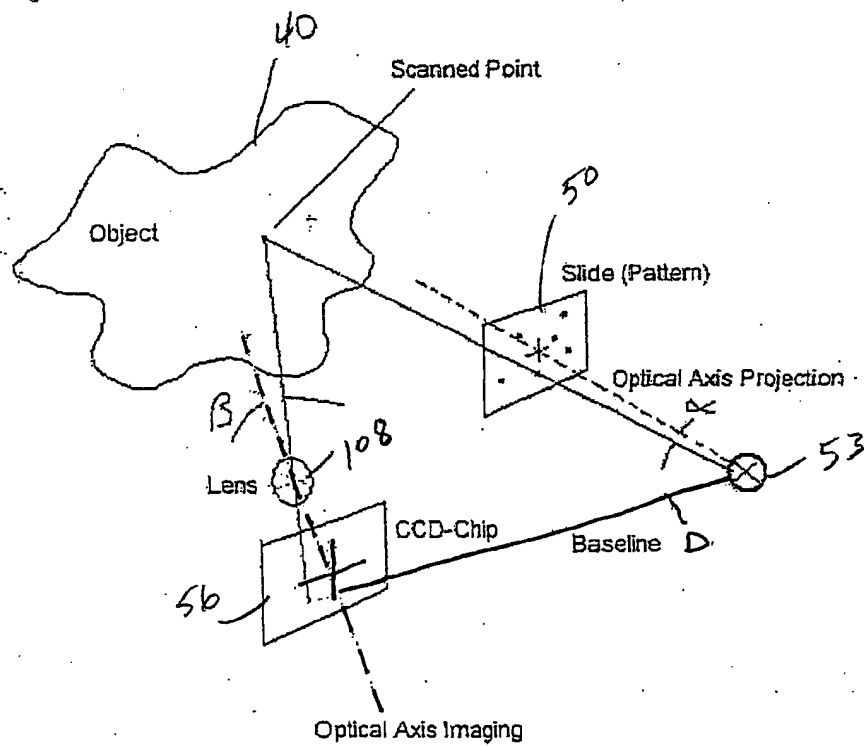 40
Scanned Point
50
Object
Slide (Pattern)
Optical Axis Projection
α
β
108
53
Lens
CCD-Chip
Baseline D
56
Optical Axis Imaging